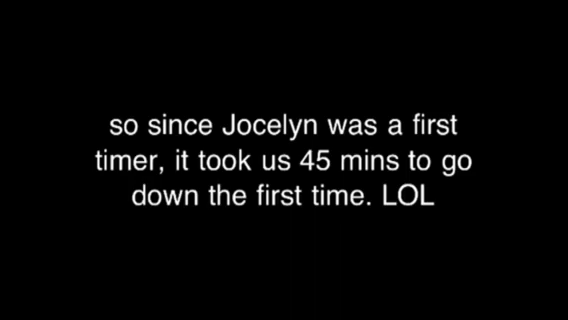 so since Jocelyn was a first
timer, it took us 45 mins to go
down the first time. LOL